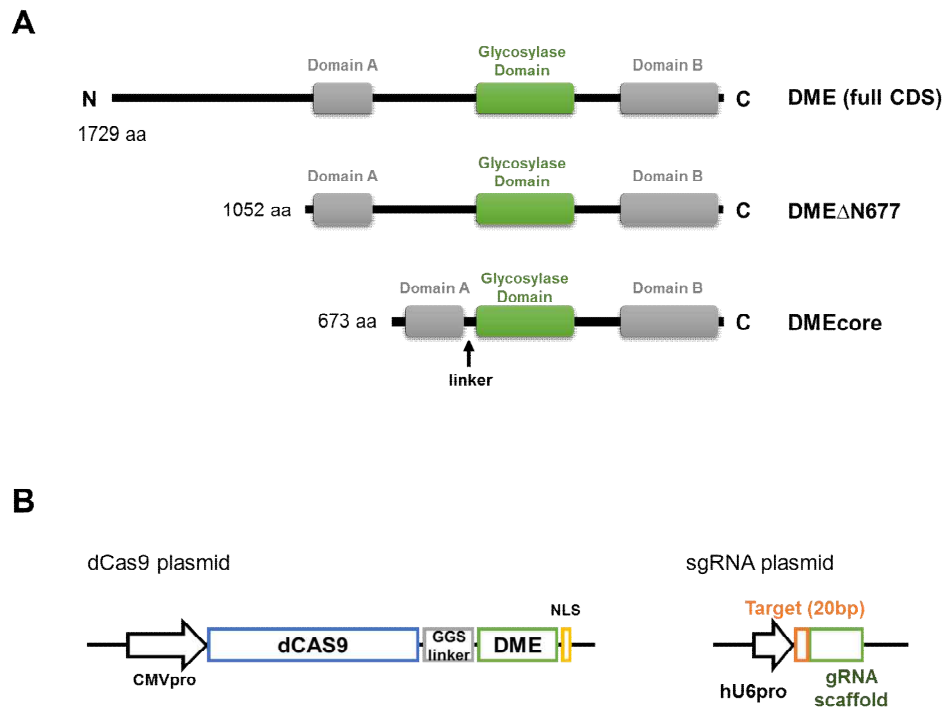 A
Domain A
Glycosylase
Domain
Domain B
N
C
DME (full CDS)
1729 aa
Domain A
Glycosylase
Domain
Domain B
1052 aa
C
DME∆N677
Domain A
Glycosylase
Domain
Domain B
673 aa
C
DMEcore
linker
B
dCas9 plasmid
sgRNA plasmid
NLS
Target (20bp)
dCAS9
GGS
linker
DME
CMVpro
hU6pro
gRNA
scaffold